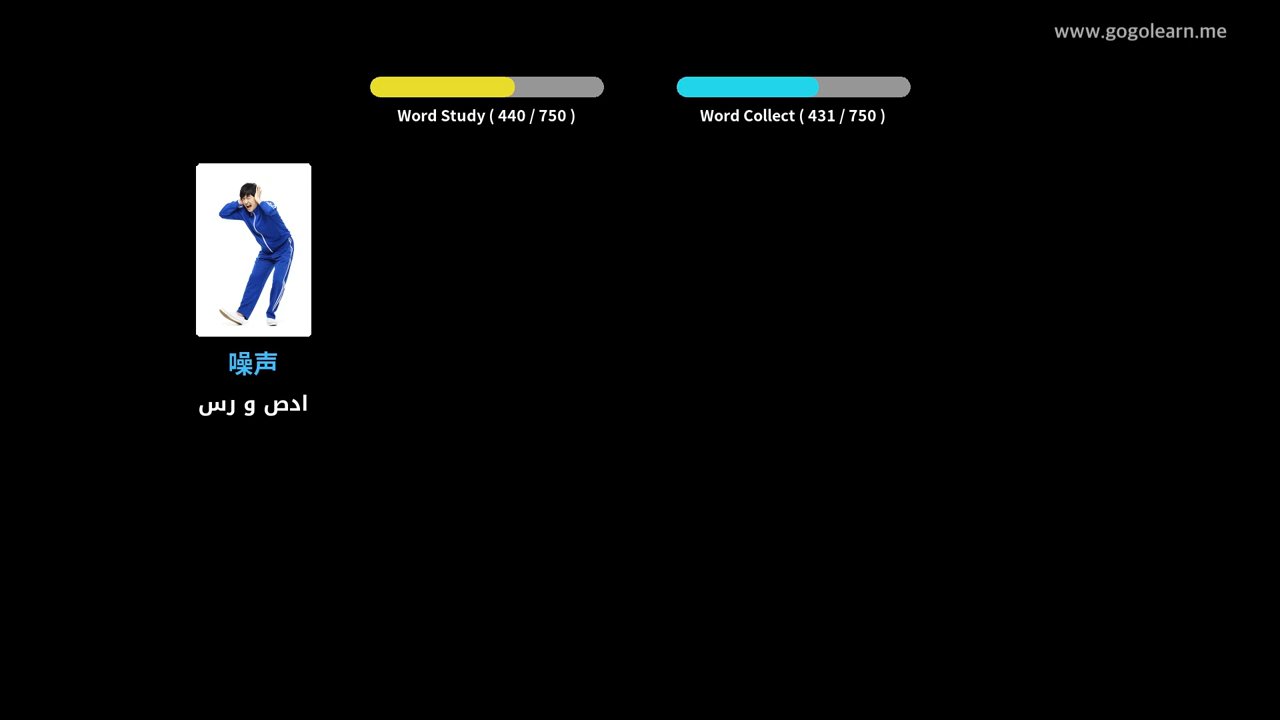 www.gogolearn.me
Word Study ( 440 / 750 )
Word Collect ( 431 / 750 )
噪声
ادص و رس